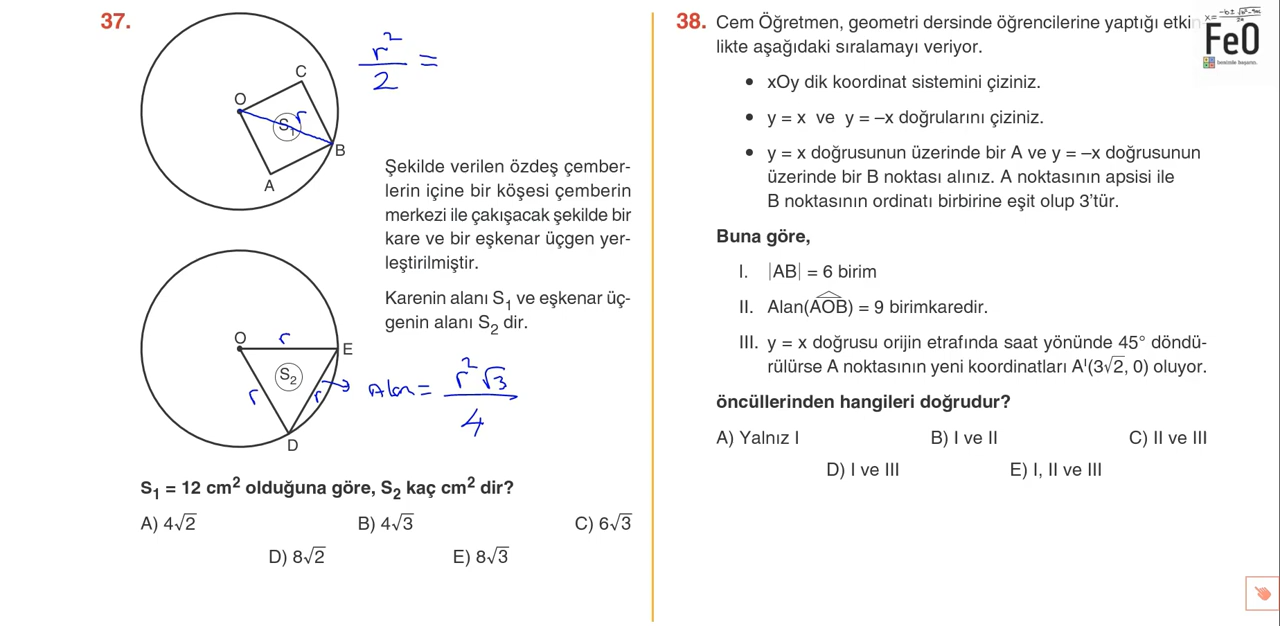 37.
r²/2 =
C
O
S₁
r
B
A
Şekilde verilen özdeş çember-
lerin içine bir köşesi çemberin
merkezi ile çakışacak şekilde bir
kare ve bir eşkenar üçgen yer-
leştirilmiştir.
Karenin alanı S₁ ve eşkenar üç-
genin alanı S₂ dir.
O
r
E
S₂
r
r
D
Alan = r²√3/4
S₁ = 12 cm² olduğuna göre, S₂ kaç cm² dir?
A) 4√2 B) 4√3 C) 6√3
D) 8√2 E) 8√3
38. Cem Öğretmen, geometri dersinde öğrencilerine yaptığı etkin-
likte aşağıdaki sıralamayı veriyor.
• xOy dik koordinat sistemini çiziniz.
• y = x ve y = –x doğrularını çiziniz.
• y = x doğrusunun üzerinde bir A ve y = –x doğrusunun
üzerinde bir B noktası alınız. A noktasının apsisi ile
B noktasının ordinatı birbirine eşit olup 3'tür.
Buna göre,
I. |AB| = 6 birim
II. Alan(AOB) = 9 birimkaredir.
III. y = x doğrusu orijin etrafında saat yönünde 45° döndü-
rülürse A noktasının yeni koordinatları Aᴵ(3√2, 0) oluyor.
öncüllerinden hangileri doğrudur?
A) Yalnız I B) I ve II C) II ve III
D) I ve III E) I, II ve III
FeO